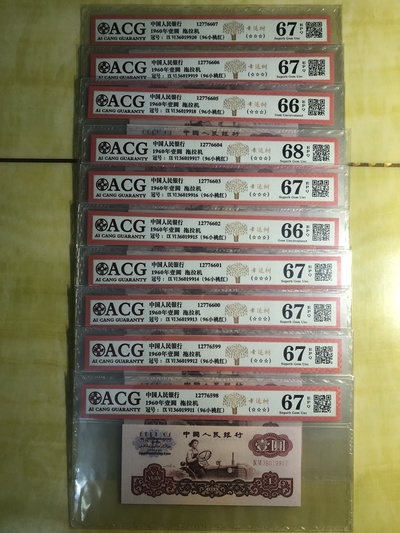 ACG
AI CANG GUARANTY
中国人民银行 12776607
1960年壹圆 拖拉机
冠号：IX VI 36019920 (96小桃红)
幸运树
(☆☆☆)
67 EPQ
Superb Gem Unc
ACG
AI CANG GUARANTY
中国人民银行 12776606
1960年壹圆 拖拉机
冠号：IX VI 36019919 (96小桃红)
幸运树
(☆☆☆)
67 EPQ
Superb Gem Unc
ACG
AI CANG GUARANTY
中国人民银行 12776605
1960年壹圆 拖拉机
冠号：IX VI 36019918 (96小桃红)
幸运树
(☆☆☆)
66 EPQ
Gem Uncirculated
ACG
AI CANG GUARANTY
中国人民银行 12776604
1960年壹圆 拖拉机
冠号：IX VI 36019917 (96小桃红)
幸运树
(☆☆☆)
68 EPQ
Superb Gem Unc
ACG
AI CANG GUARANTY
中国人民银行 12776603
1960年壹圆 拖拉机
冠号：IX VI 36019916 (96小桃红)
幸运树
(☆☆☆)
67 EPQ
Superb Gem Unc
ACG
AI CANG GUARANTY
中国人民银行 12776602
1960年壹圆 拖拉机
冠号：IX VI 36019915 (96小桃红)
幸运树
(☆☆☆)
66 EPQ
Gem Uncirculated
ACG
AI CANG GUARANTY
中国人民银行 12776601
1960年壹圆 拖拉机
冠号：IX VI 36019914 (96小桃红)
幸运树
(☆☆☆)
67 EPQ
Superb Gem Unc
ACG
AI CANG GUARANTY
中国人民银行 12776600
1960年壹圆 拖拉机
冠号：IX VI 36019913 (96小桃红)
幸运树
(☆☆☆)
67 EPQ
Superb Gem Unc
ACG
AI CANG GUARANTY
中国人民银行 12776599
1960年壹圆 拖拉机
冠号：IX VI 36019912 (96小桃红)
幸运树
(☆☆☆)
67 EPQ
Superb Gem Unc
ACG
AI CANG GUARANTY
中国人民银行 12776598
1960年壹圆 拖拉机
冠号：IX VI 36019911 (96小桃红)
幸运树
(☆☆☆)
67 EPQ
Superb Gem Unc
中国人民银行
壹圆
IX VI 36019911